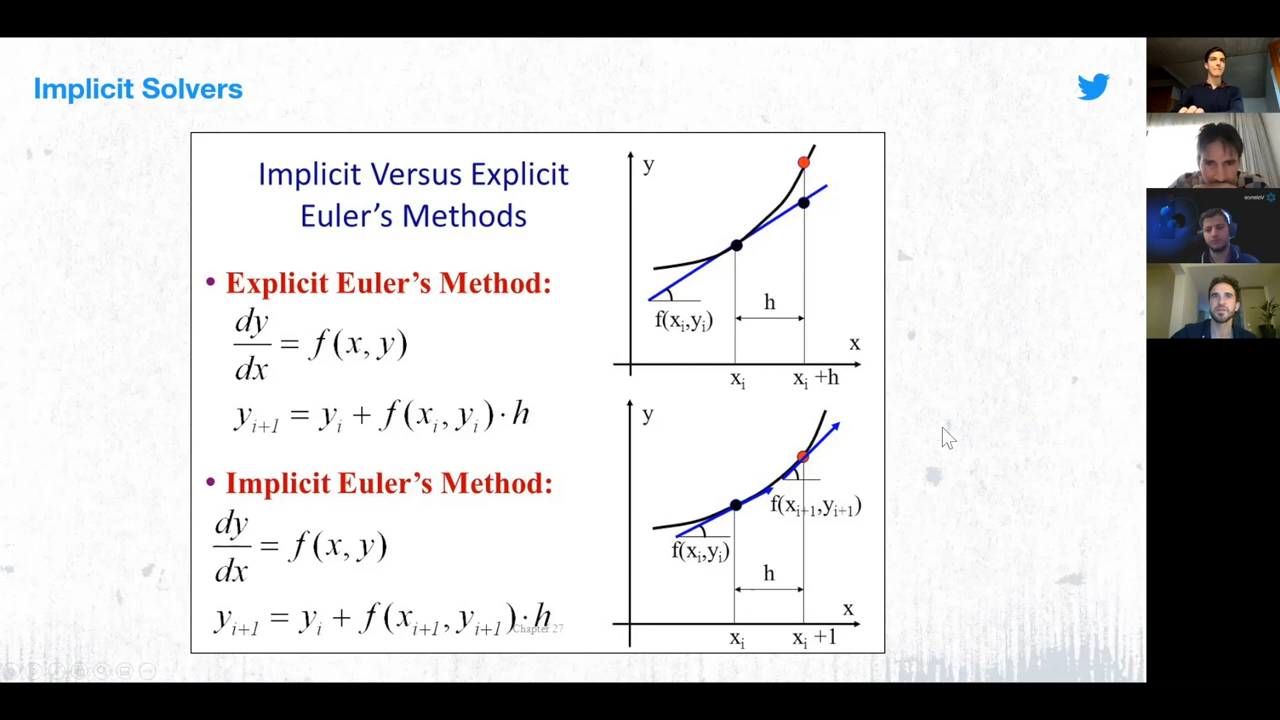 Implicit Solvers
Implicit Versus Explicit
Euler's Methods
• Explicit Euler's Method:
dy/dx = f(x, y)
y_{i+1} = y_i + f(x_i, y_i)·h
• Implicit Euler's Method:
dy/dx = f(x, y)
y_{i+1} = y_i + f(x_{i+1}, y_{i+1})·h
Chapter 27
y
f(x_i,y_i)
h
x
x_i
x_i +h
y
f(x_{i+1},y_{i+1})
f(x_i,y_i)
h
x
x_i
x_i +1